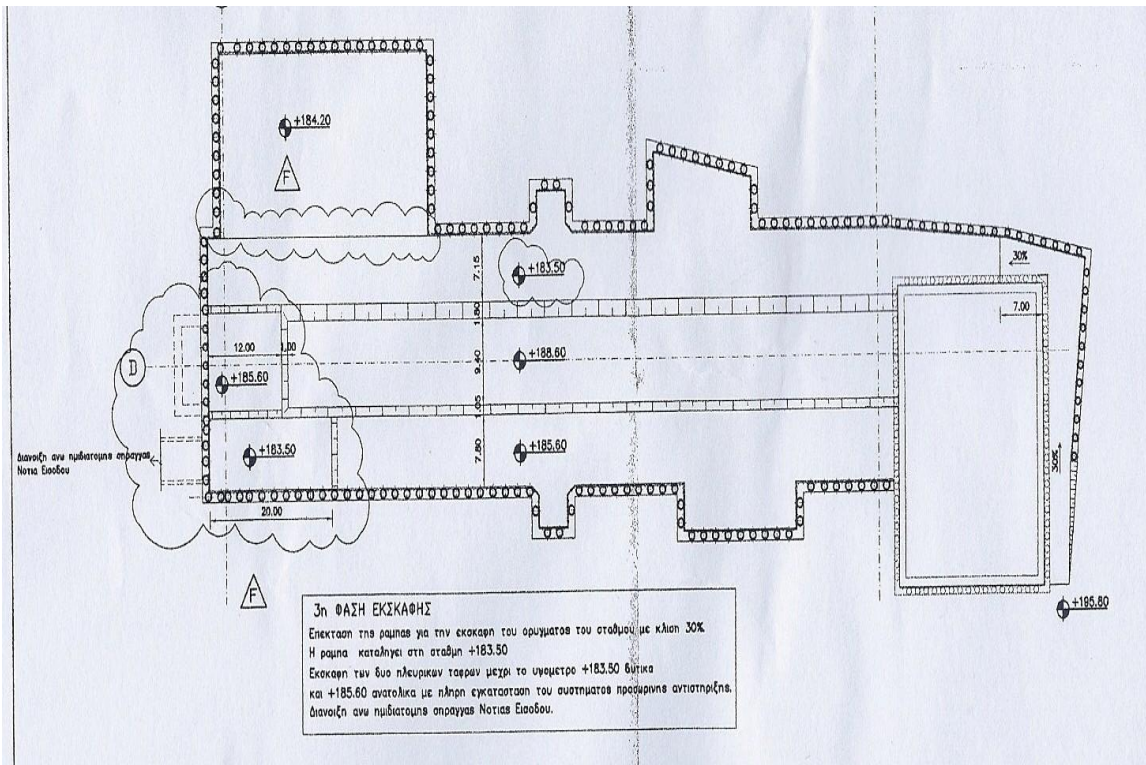 +184.20
F
+183.50
30%
7.15
1.80
7.00
12.00
1.00
9.40
+188.60
D
+185.60
1.05
+183.50
7.80
+185.60
Διανοιξη ανω ημιδιατομης σηραγγας
Νοτια Εισοδου
30%
20.00
F
+195.80
3η ΦΑΣΗ ΕΚΣΚΑΦΗΣ
Επεκταση της ραμπας για την εκσκαφη του ορυγματος του σταθμου με κλιση 30%
Η ραμπα καταληγει στη σταθμη +183.50
Εκσκαφη των δυο πλευρικων ταφρων μεχρι το υψομετρο +183.50 δυτικα
και +185.60 ανατολικα με πληρη εγκατασταση του συστηματος προσωρινης αντιστηριξης.
Διανοιξη ανω ημιδιατομης σηραγγας Νοτιας Εισοδου.